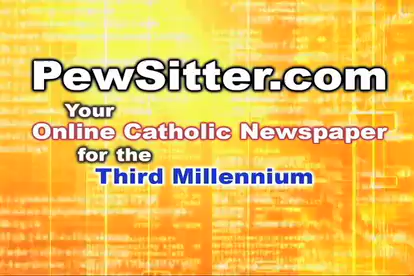 PewSitter.com
Your
Online Catholic Newspaper
for the
Third Millennium